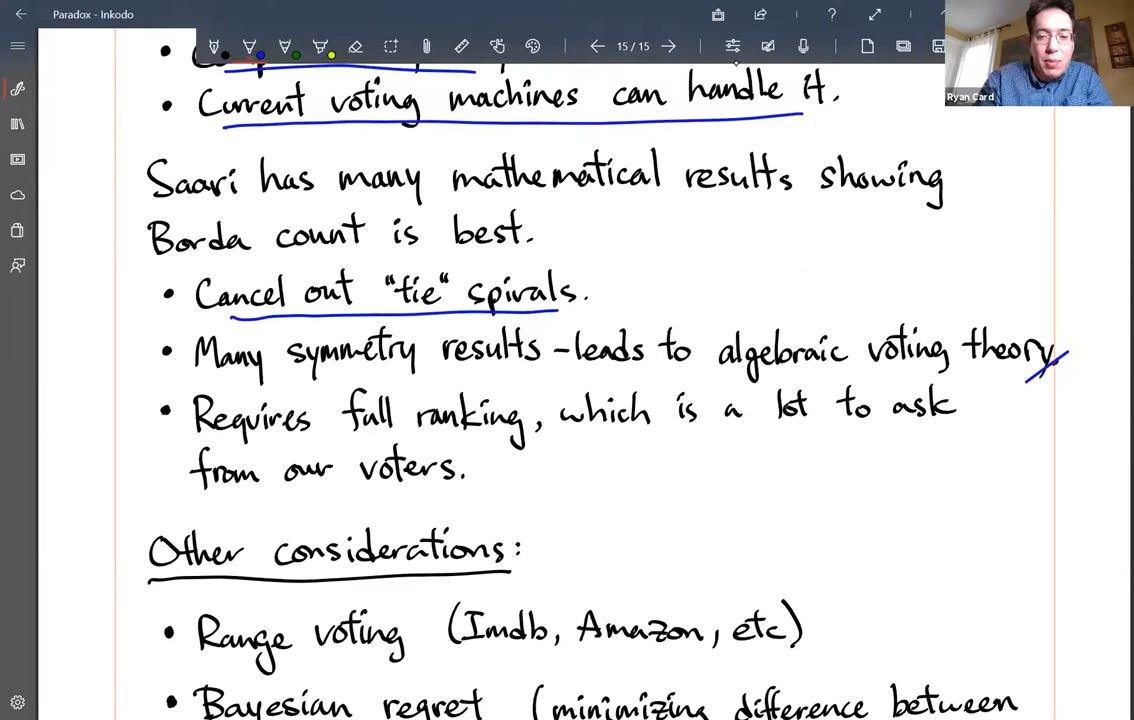 Paradox - Inkodo
15/15
Ryan Card
• Current voting machines can handle it.
Saari has many mathematical results showing
Borda count is best.
• Cancel out "tie" spirals.
• Many symmetry results - leads to algebraic voting theory.
• Requires full ranking, which is a lot to ask
from our voters.
Other considerations:
• Range voting (Imdb, Amazon, etc)
• Bayesian regret (minimizing difference between